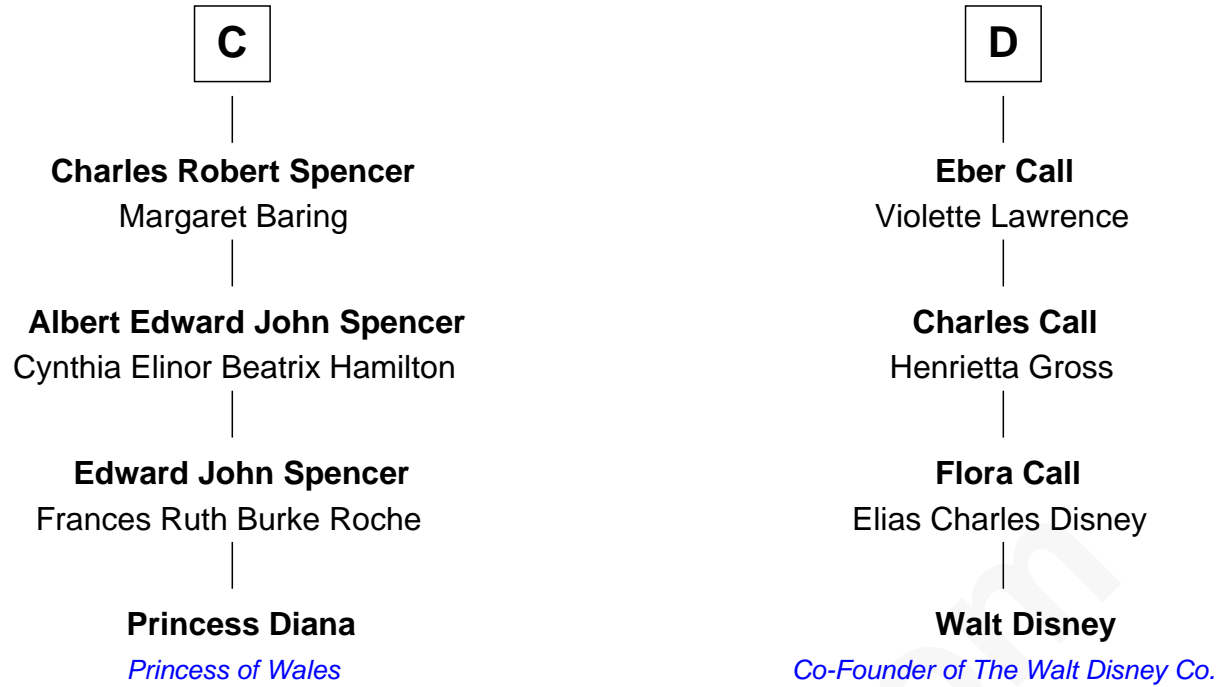 C
Charles Robert Spencer
Margaret Baring
Albert Edward John Spencer
Cynthia Elinor Beatrix Hamilton
Edward John Spencer
Frances Ruth Burke Roche
Princess Diana
Princess of Wales
D
Eber Call
Violette Lawrence
Charles Call
Henrietta Gross
Flora Call
Elias Charles Disney
Walt Disney
Co-Founder of The Walt Disney Co.